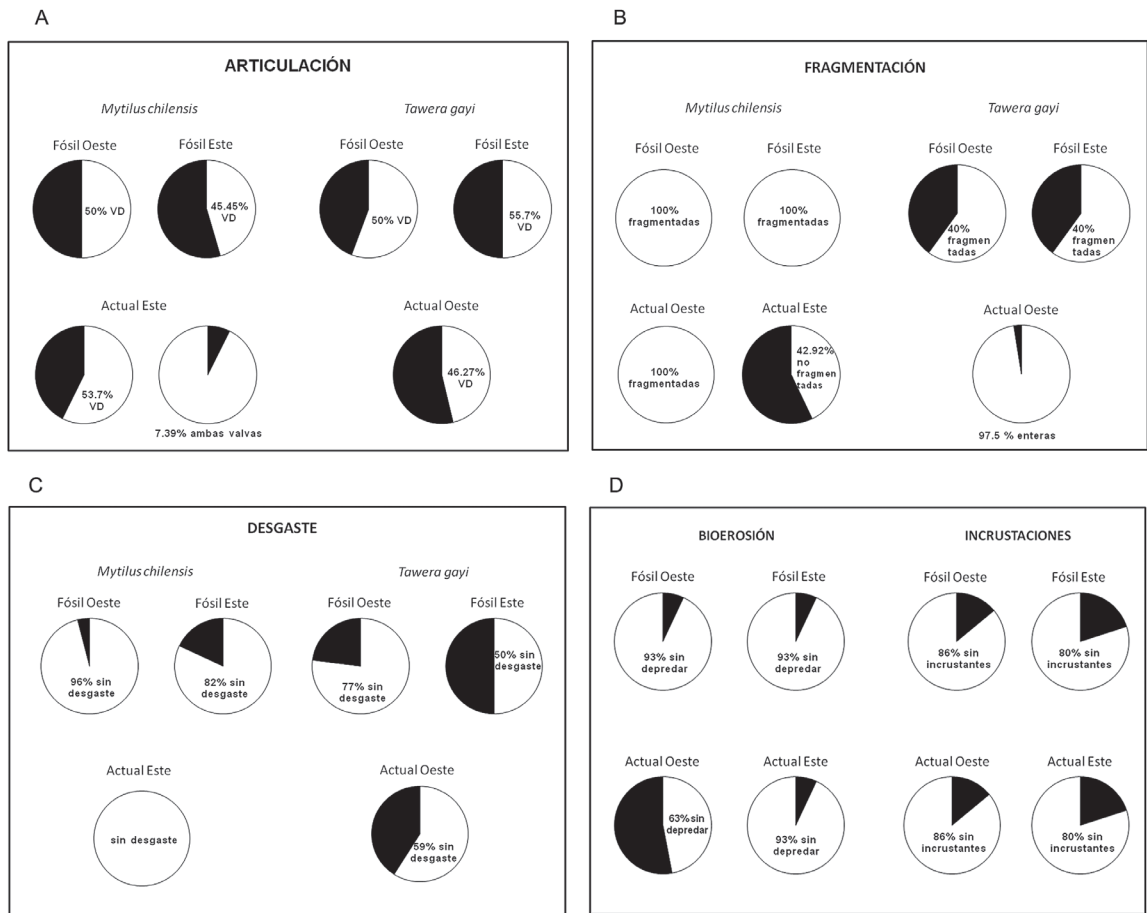 A
ARTICULACIÓN
Mytilus chilensis
Tawera gayi
Fósil Oeste
Fósil Este
Fósil Oeste
Fósil Este
50% VD
45.45%
VD
50% VD
55.7%
VD
Actual Este
Actual Oeste
53.7%
VD
7.39% ambas valvas
46.27% VD
B
FRAGMENTACIÓN
Mytilus chilensis
Tawera gayi
Fósil Oeste
Fósil Este
Fósil Oeste
Fósil Este
100%
fragmentadas
100%
fragmentadas
40%
fragmen
tadas
40%
fragmen
tadas
Actual Oeste
Actual Este
Actual Oeste
100%
fragmentadas
42.92%
no
fragmen
tadas
97.5 % enteras
C
DESGASTE
Mytilus chilensis
Tawera gayi
Fósil Oeste
Fósil Este
Fósil Oeste
Fósil Este
96% sin
desgaste
82% sin
desgaste
77% sin
desgaste
50% sin
desgaste
Actual Este
Actual Oeste
sin desgaste
59% sin
desgaste
D
BIOEROSIÓN
INCRUSTACIONES
Fósil Oeste
Fósil Este
Fósil Oeste
Fósil Este
93% sin
depredar
93% sin
depredar
86% sin
incrustantes
80% sin
incrustantes
Actual Oeste
Actual Este
Actual Oeste
Actual Este
63%sin
depredar
93% sin
depredar
86% sin
incrustantes
80% sin
incrustantes